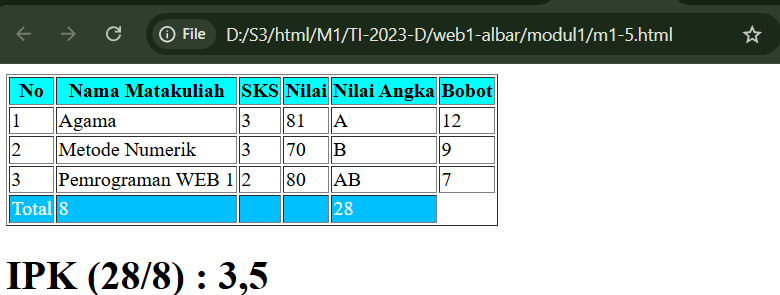 File D:/S3/html/M1/TI-2023-D/web1-albar/modul1/m1-5.html
No Nama Matakuliah SKS Nilai Nilai Angka Bobot
1 Agama 3 81 A 12
2 Metode Numerik 3 70 B 9
3 Pemrograman WEB 1 2 80 AB 7
Total 8 28
IPK (28/8) : 3,5